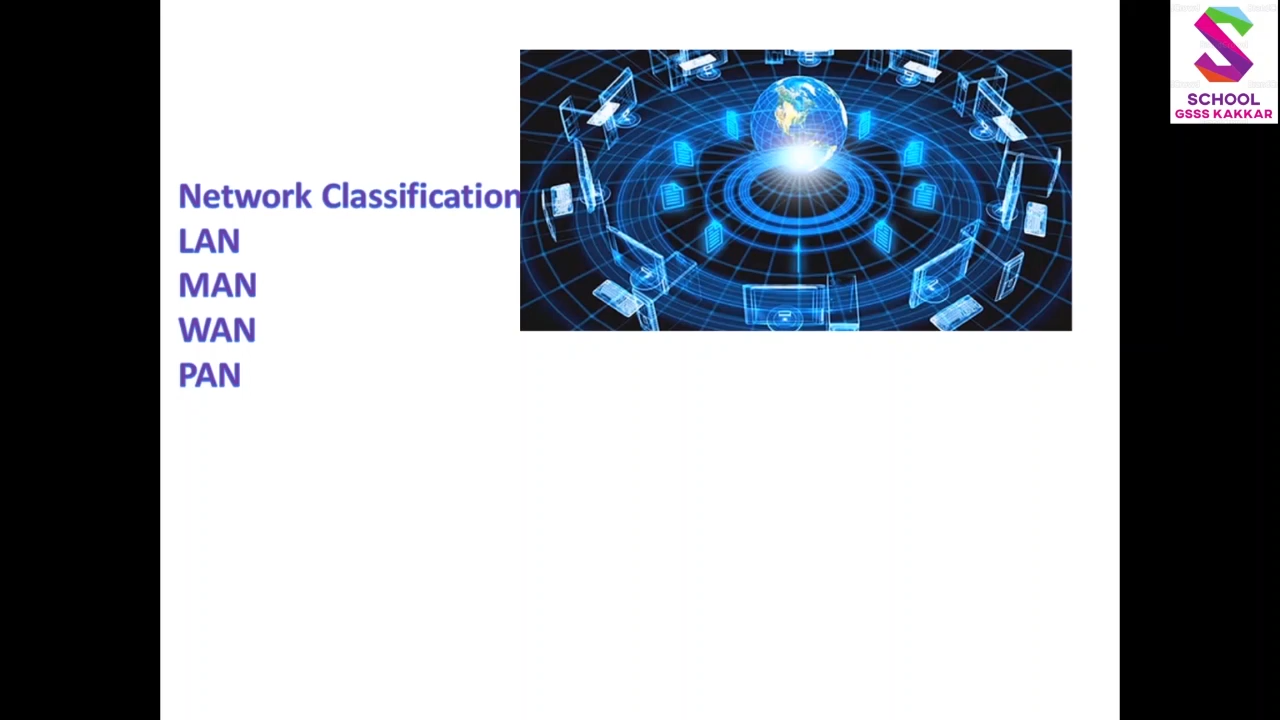 Network Classification
LAN
MAN
WAN
PAN
SCHOOL
GSSS KAKKAR